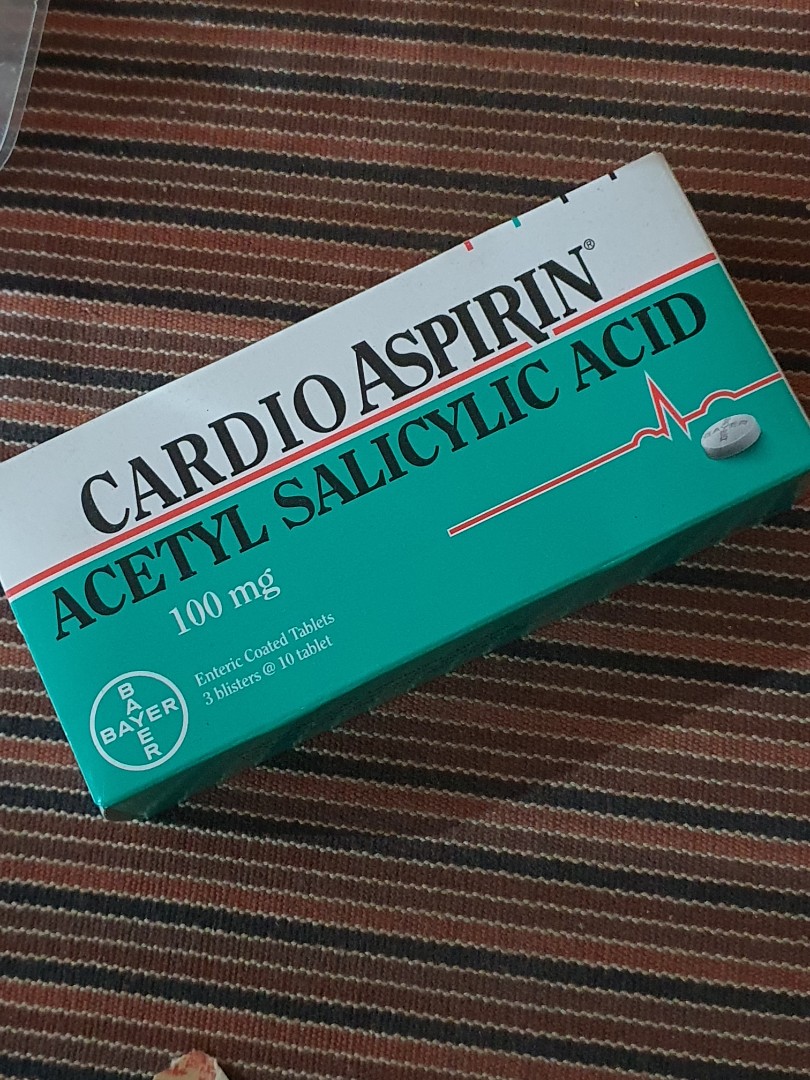 CARDIO ASPIRIN®
ACETYL SALICYLIC ACID
100 mg
Enteric Coated Tablets
3 blisters @ 10 tablet
BAYER
BAYER